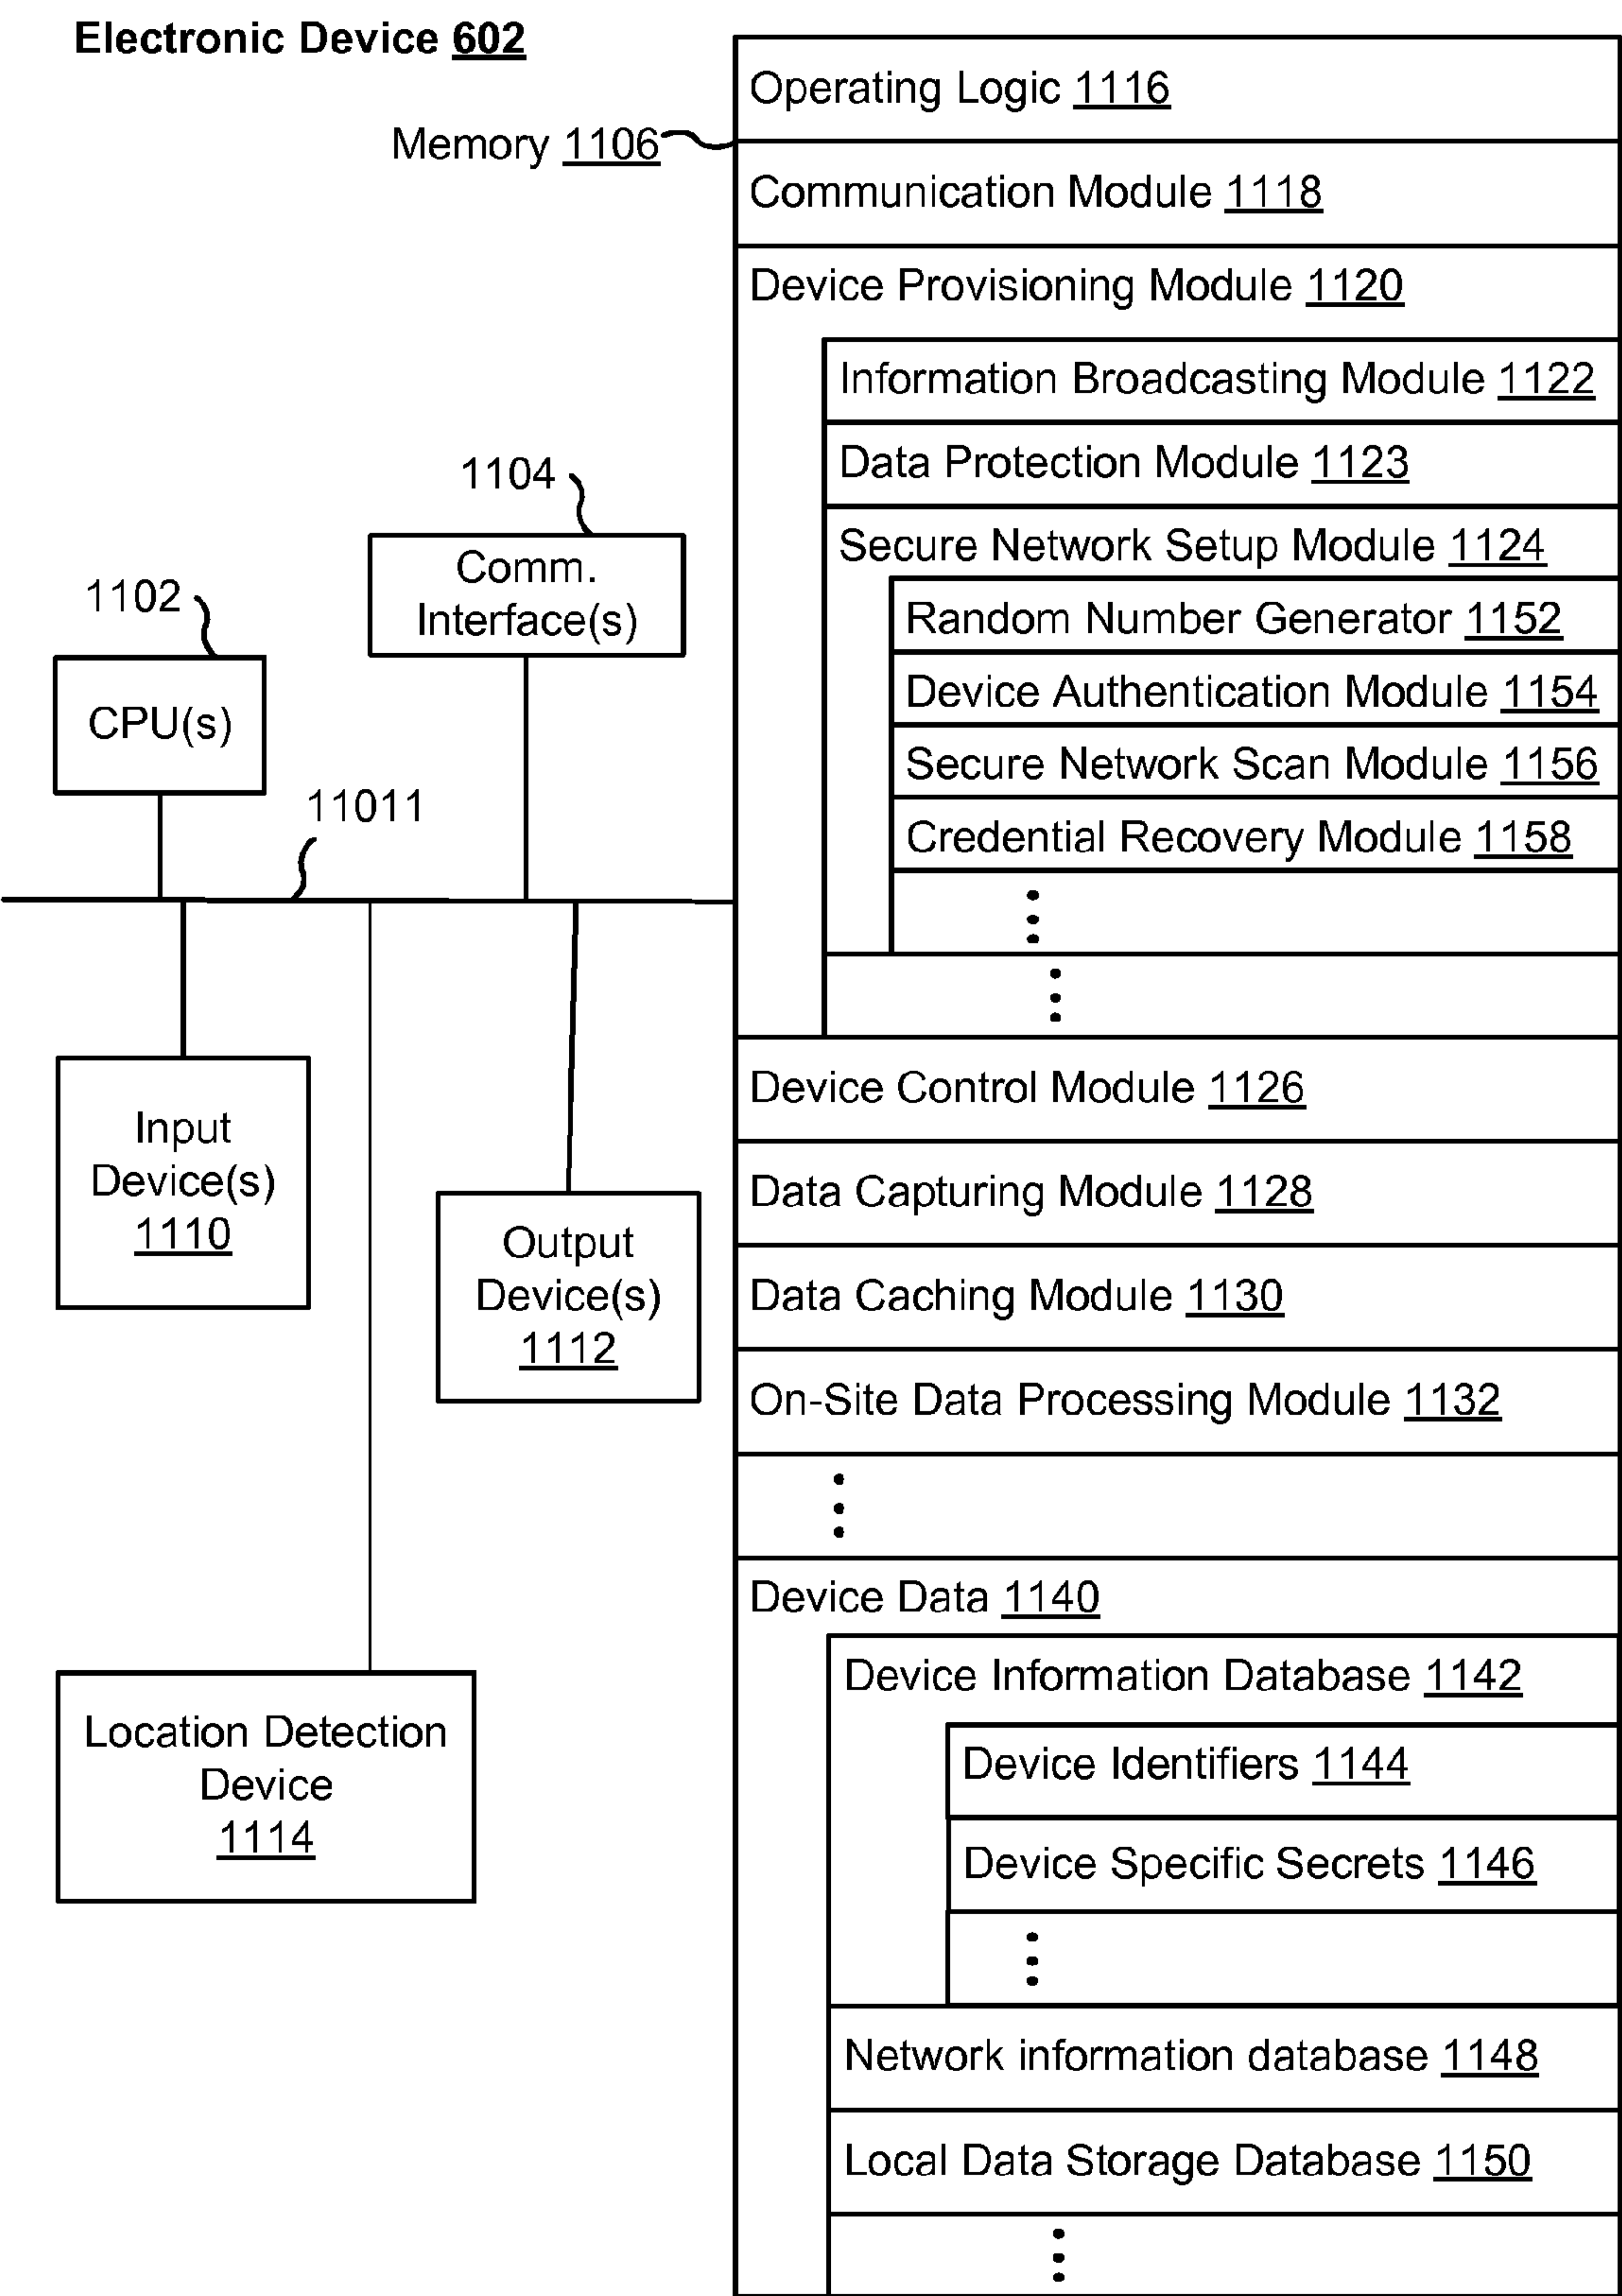 Electronic Device 602
Memory 1106
1104
Comm.
Interface(s)
1102
CPU(s)
11011
Input
Device(s)
1110
Output
Device(s)
1112
Location Detection
Device
1114
Operating Logic 1116
Communication Module 1118
Device Provisioning Module 1120
Information Broadcasting Module 1122
Data Protection Module 1123
Secure Network Setup Module 1124
Random Number Generator 1152
Device Authentication Module 1154
Secure Network Scan Module 1156
Credential Recovery Module 1158
Device Control Module 1126
Data Capturing Module 1128
Data Caching Module 1130
On-Site Data Processing Module 1132
Device Data 1140
Device Information Database 1142
Device Identifiers 1144
Device Specific Secrets 1146
Network information database 1148
Local Data Storage Database 1150